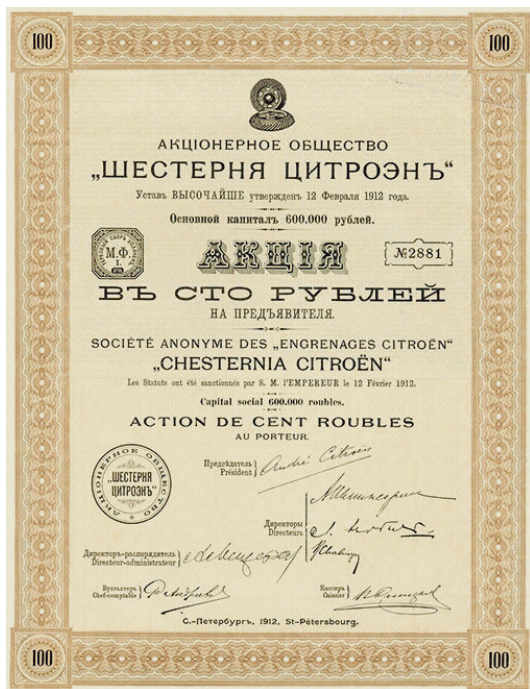 100 100
АКЦІОНЕРНОЕ ОБЩЕСТВО
„ШЕСТЕРНЯ ЦИТРОЭНЪ“
Уставъ ВЫСОЧАЙШЕ утвержденъ 12 Февраля 1912 года.
Основной капиталъ 600.000 рублей.
М.Ф.
I.
АКЦІЯ
№2881
ВЪ СТО РУБЛЕЙ
НА ПРЕДЪЯВИТЕЛЯ.
SOCIÉTÉ ANONYME DES „ENGRENAGES CITROËN“
„CHESTERNIA CITROËN“
Les Statuts ont été sanctionnés par S. M. l'EMPEREUR le 12 Février 1912.
Capital social 600.000 roubles.
ACTION DE CENT ROUBLES
AU PORTEUR.
АКЦІОНЕРНОЕ ОБЩЕСТВО
„ШЕСТЕРНЯ
ЦИТРОЭНЪ“
Предсѣдатель
Président
André Citroën
Директоры
Directeurs
Директоръ-распорядитель
Directeur-administrateur
Бухгалтеръ
Chef-comptable
Кассиръ
Caissier
С.-Петербургъ, 1912, St-Pétersbourg.
100 100